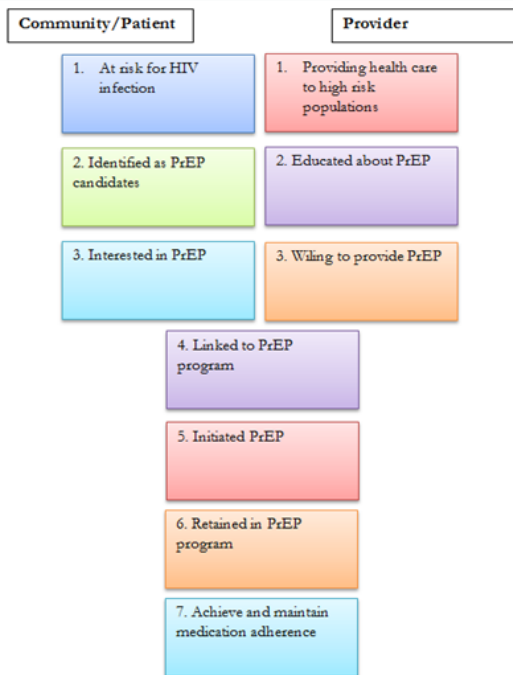 Community/Patient
Provider
1. At risk for HIV
infection
1. Providing health care
to high risk
populations
2. Identified as PrEP
candidates
2. Educated about PrEP
3. Interested in PrEP
3. Wiling to provide PrEP
4. Linked to PrEP
program
5. Initiated PrEP
6. Retained in PrEP
program
7. Achieve and maintain
medication adherence